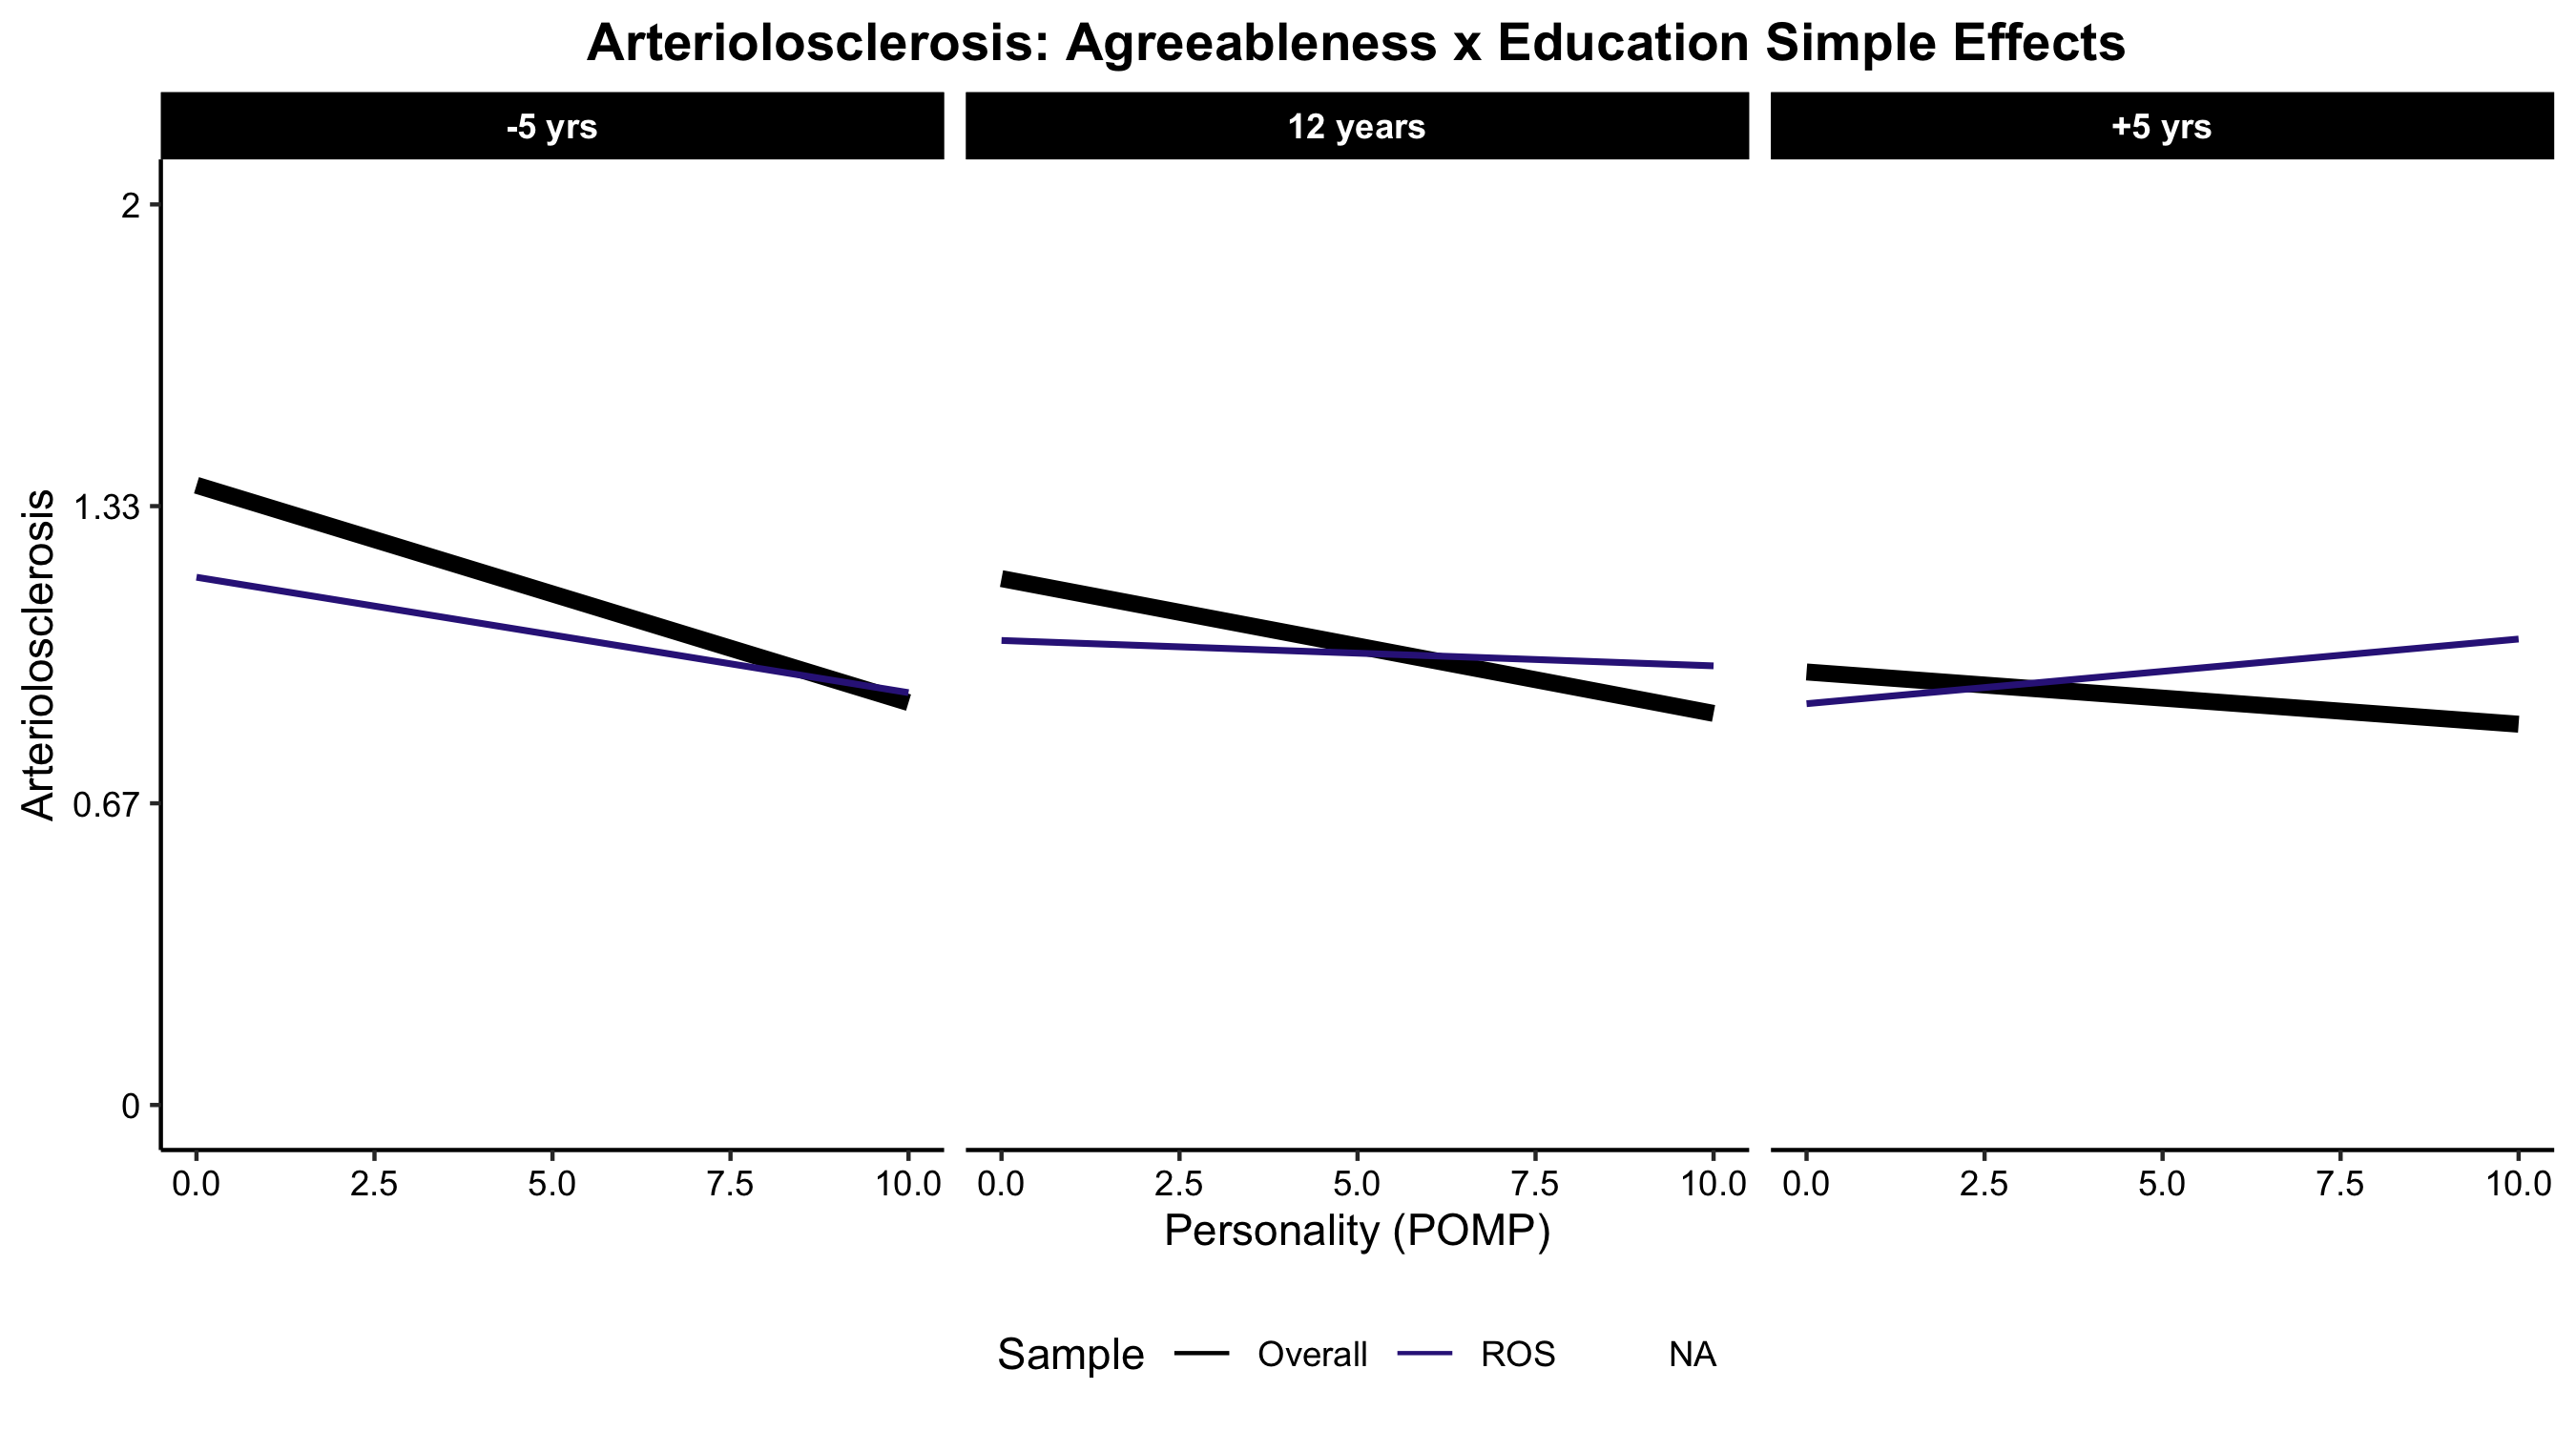 Arteriolosclerosis: Agreeableness x Education Simple Effects
-5 yrs 12 years +5 yrs
2
1.33
0.67
0
Arteriolosclerosis
0.0 2.5 5.0 7.5 10.0 0.0 2.5 5.0 7.5 10.0 0.0 2.5 5.0 7.5 10.0
Personality (POMP)
Sample Overall ROS NA